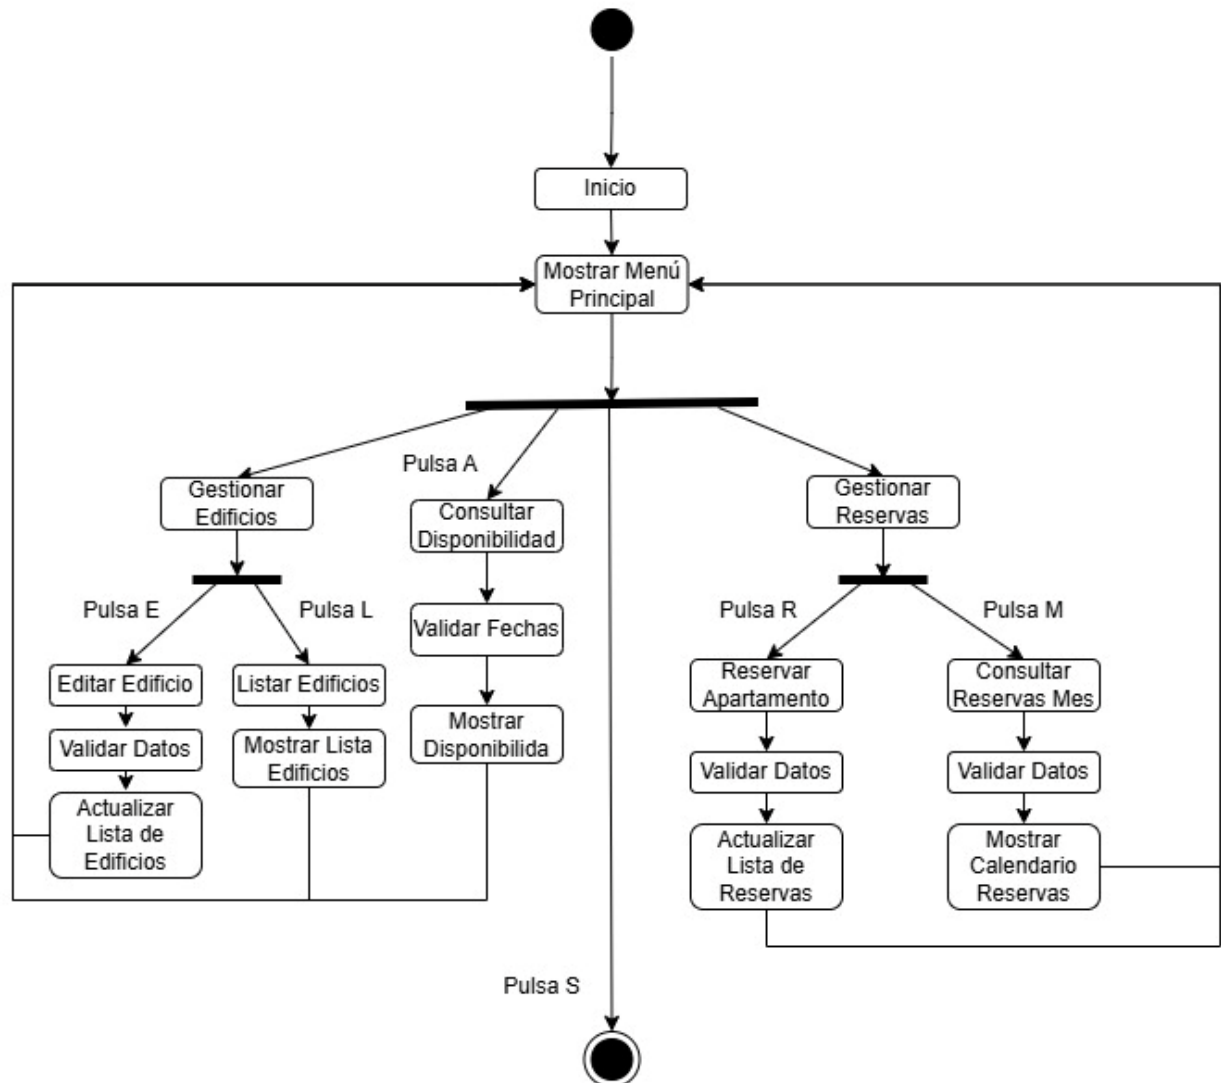 Inicio
Mostrar Menú
Principal
Pulsa A
Gestionar
Edificios
Consultar
Disponibilidad
Gestionar
Reservas
Pulsa E
Pulsa L
Validar Fechas
Pulsa R
Pulsa M
Editar Edificio
Listar Edificios
Reservar
Apartamento
Consultar
Reservas Mes
Validar Datos
Mostrar Lista
Edificios
Mostrar
Disponibilida
Validar Datos
Validar Datos
Actualizar
Lista de
Edificios
Actualizar
Lista de
Reservas
Mostrar
Calendario
Reservas
Pulsa S